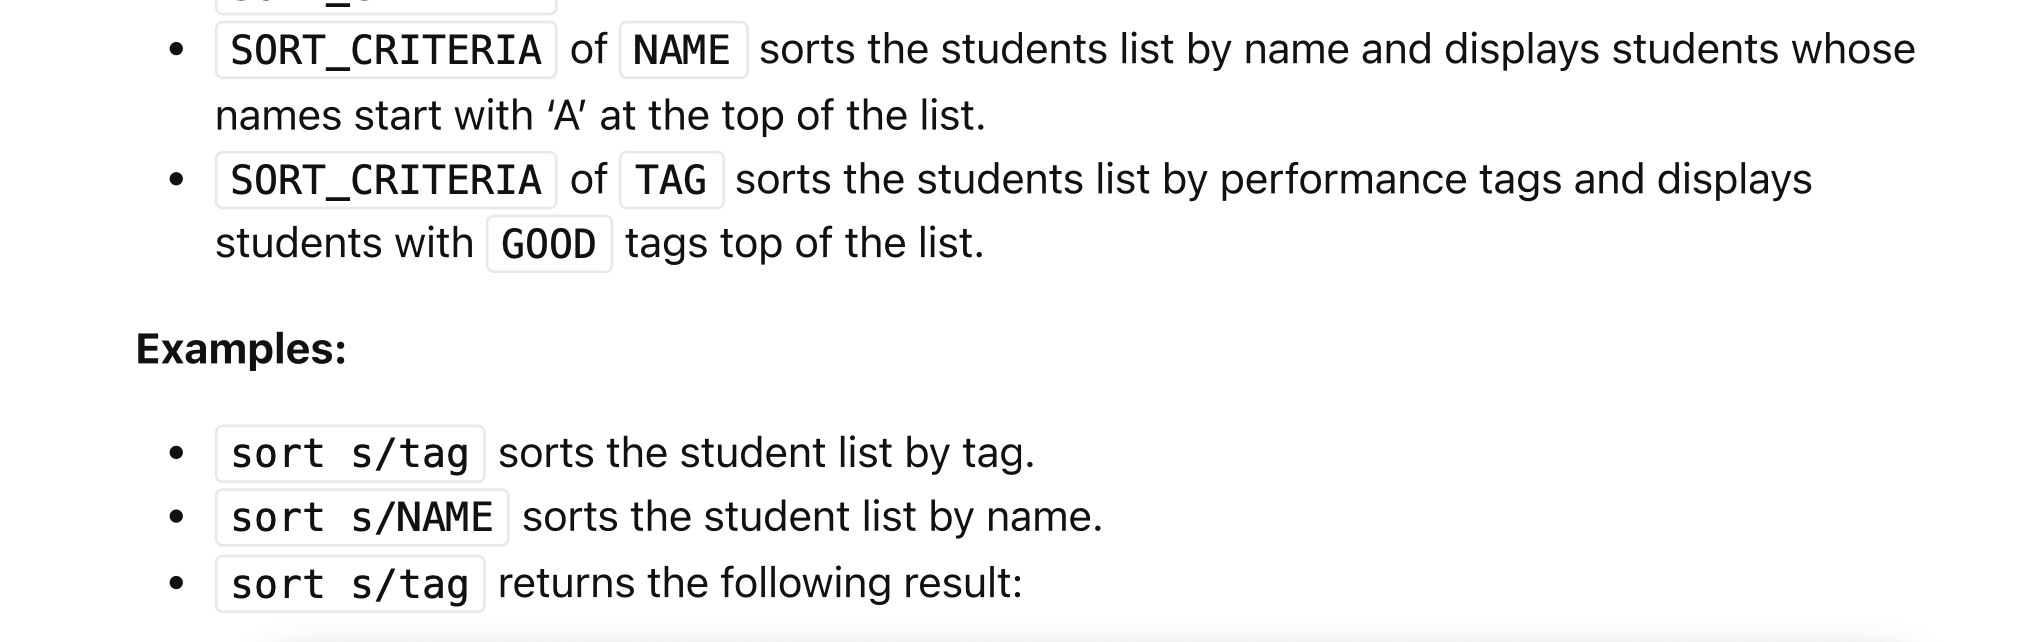 • SORT_CRITERIA of NAME sorts the students list by name and displays students whose
names start with ‘A’ at the top of the list.
• SORT_CRITERIA of TAG sorts the students list by performance tags and displays
students with GOOD tags top of the list.
Examples:
• sort s/tag sorts the student list by tag.
• sort s/NAME sorts the student list by name.
• sort s/tag returns the following result: